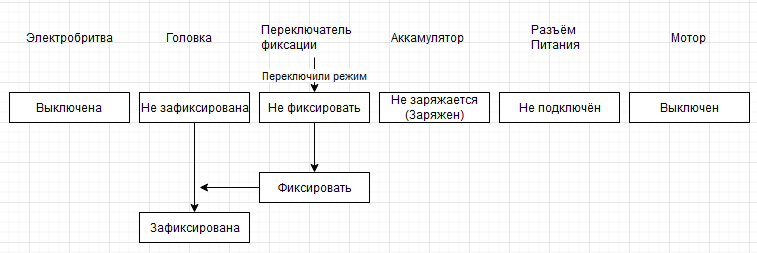 Электробритва
Головка
Переключатель
фиксации
Аккамулятор
Разъём
Питания
Мотор
Переключили режим
Выключена
Не зафиксирована
Не фиксировать
Не заряжается
(Заряжен)
Не подключён
Выключен
Фиксировать
Зафиксирована